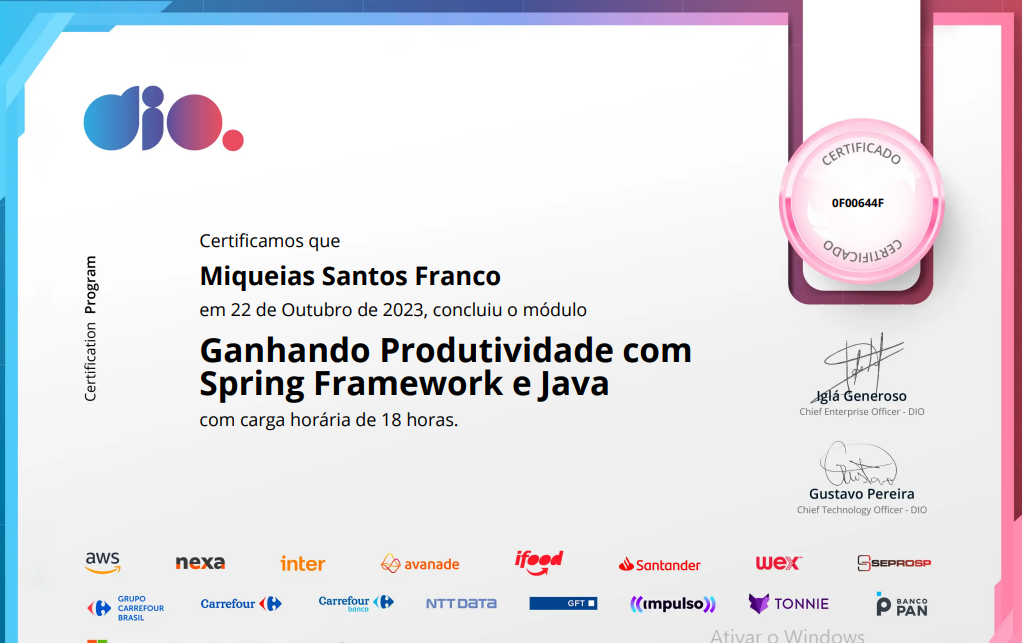 dio.
CERTIFICADO
0F00644F
CERTIFICADO
Certification Program
Certificamos que
Miqueias Santos Franco
em 22 de Outubro de 2023, concluiu o módulo
Ganhando Produtividade com
Spring Framework e Java
com carga horária de 18 horas.
Iglá Generoso
Chief Enterprise Officer - DIO
Gustavo Pereira
Chief Technology Officer - DIO
aws nexa inter avanade ifood Santander wex SEPROSP
GRUPO
CARREFOUR
BRASIL
Carrefour
Carrefour
banco
NTT DATA
GFT
impulso
TONNIE
BANCO
PAN
Ativar o Windows